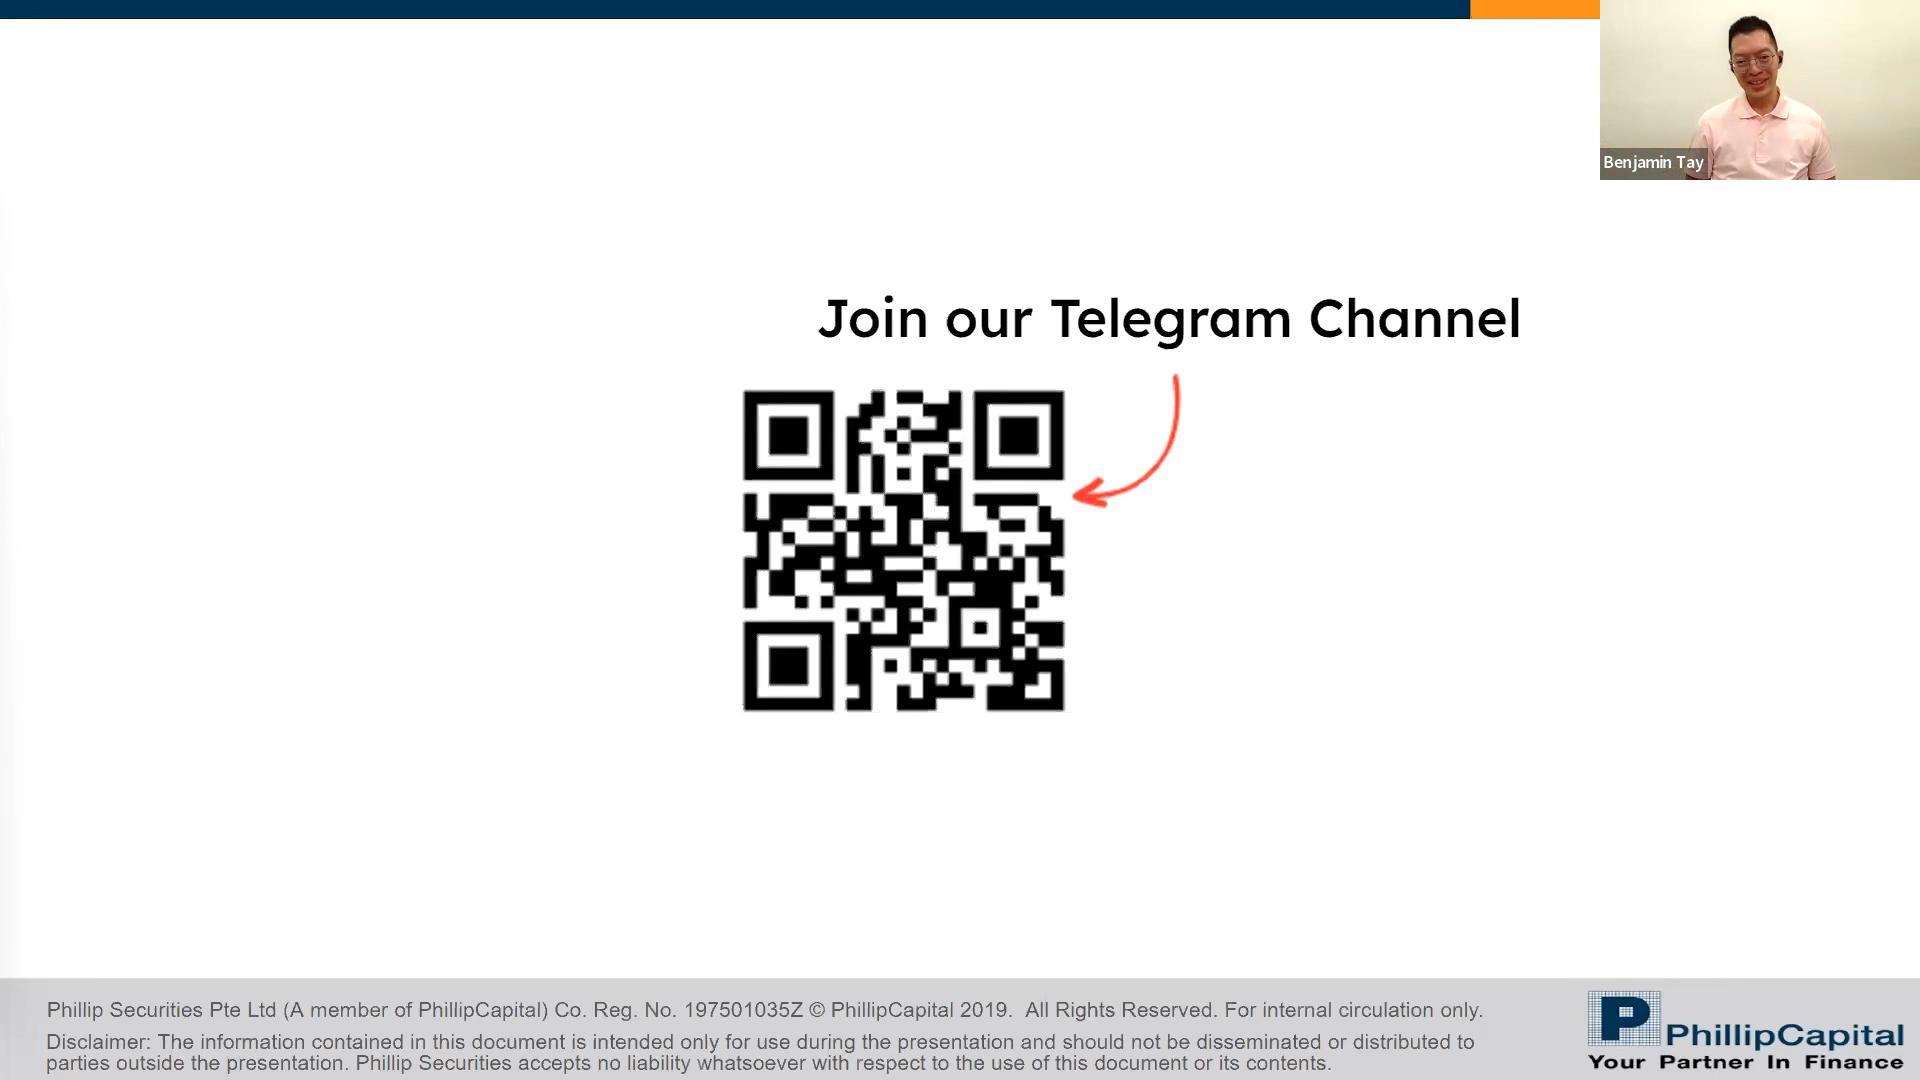 Benjamin Tay
Join our Telegram Channel
Phillip Securities Pte Ltd (A member of PhillipCapital) Co. Reg. No. 197501035Z © PhillipCapital 2019.  All Rights Reserved. For internal circulation only.
Disclaimer: The information contained in this document is intended only for use during the presentation and should not be disseminated or distributed to
parties outside the presentation. Phillip Securities accepts no liability whatsoever with respect to the use of this document or its contents.
P PhillipCapital
Your Partner In Finance